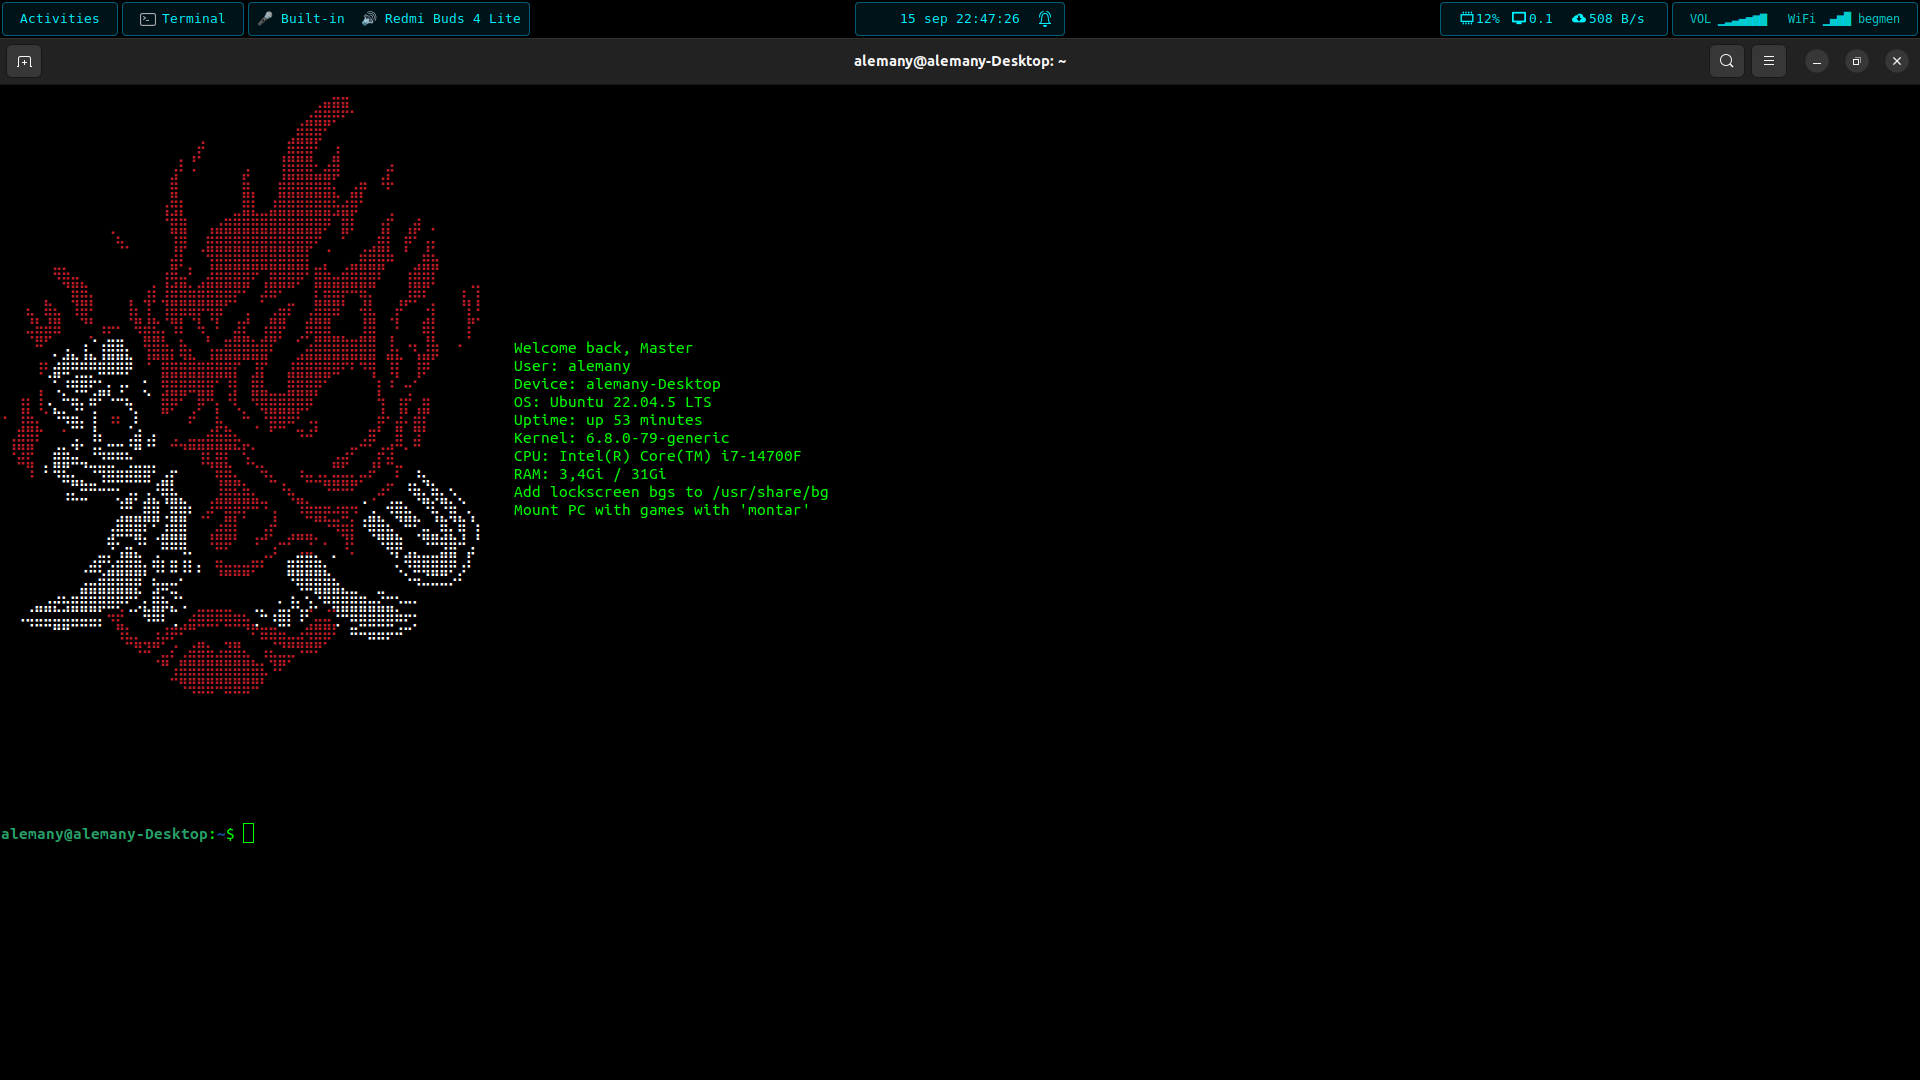 Activities
Terminal
Built-in Redmi Buds 4 Lite
15 sep 22:47:26
12% 0.1 508 B/s
VOL WiFi begmen
alemany@alemany-Desktop: ~
Welcome back, Master
User: alemany
Device: alemany-Desktop
OS: Ubuntu 22.04.5 LTS
Uptime: up 53 minutes
Kernel: 6.8.0-79-generic
CPU: Intel(R) Core(TM) i7-14700F
RAM: 3,4Gi / 31Gi
Add lockscreen bgs to /usr/share/bg
Mount PC with games with 'montar'
alemany@alemany-Desktop:~$